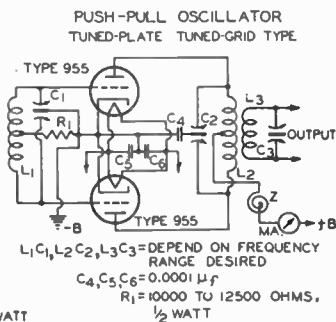 PUSH-PULL OSCILLATOR
TUNED-PLATE TUNED-GRID TYPE
TYPE 955
C1
R1
L1
C4
C2
L3
C5
C6
C3
OUTPUT
L2
Z
TYPE 955
-B
MA.
+B
L1C1, L2C2, L3C3 = DEPEND ON FREQUENCY
RANGE DESIRED
C4, C5, C6 = 0.0001 μf
R1 = 10000 TO 12500 OHMS,
1/2 WATT
WATT